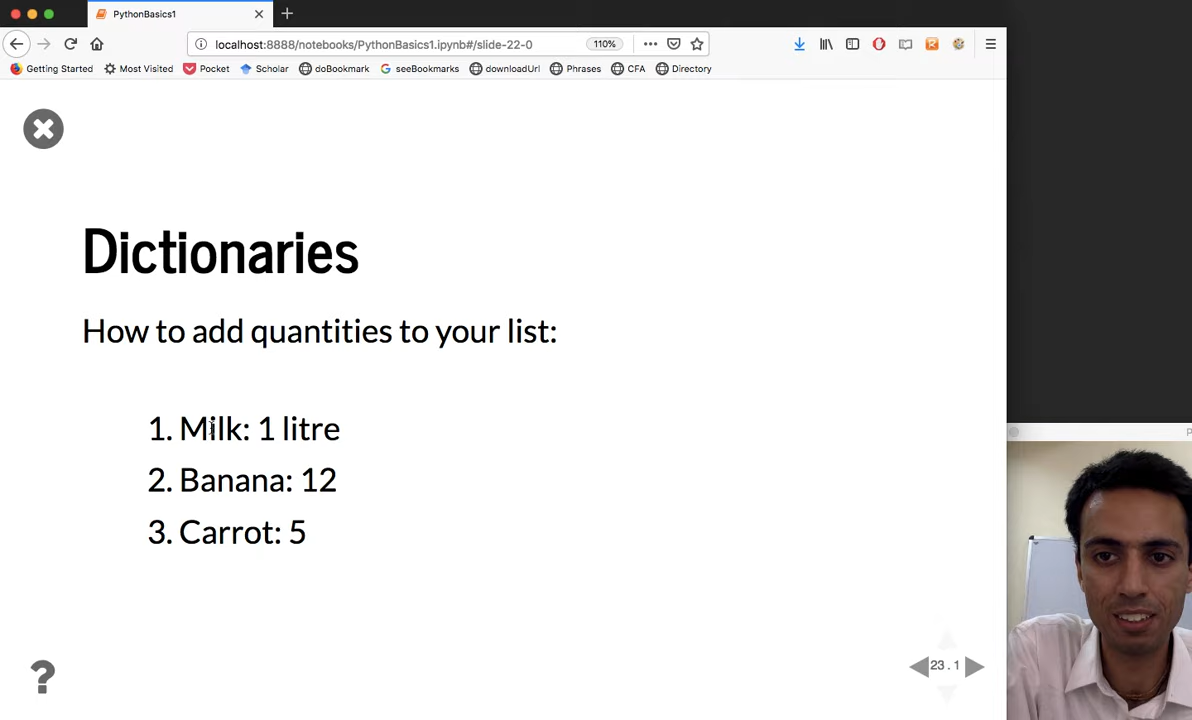 PythonBasics1
localhost:8888/notebooks/PythonBasics1.ipynb#/slide-22-0
110%
Getting Started Most Visited Pocket Scholar doBookmark seeBookmarks downloadUrl Phrases CFA Directory
Dictionaries
How to add quantities to your list:
1. Milk: 1 litre
2. Banana: 12
3. Carrot: 5
?
23 . 1